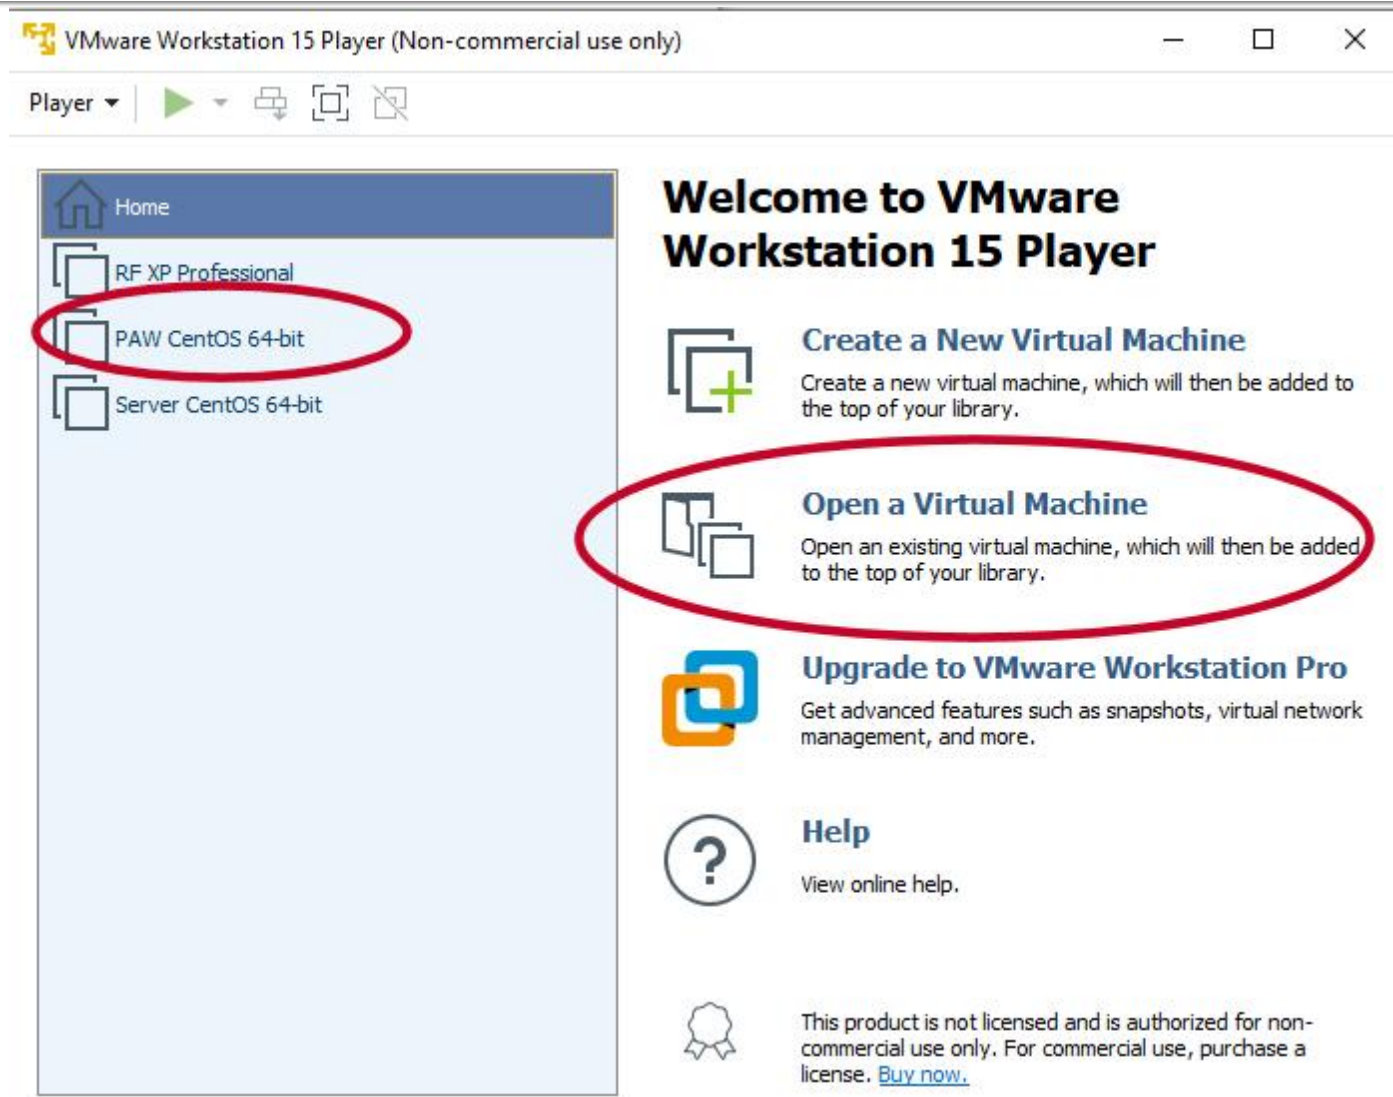 VMware Workstation 15 Player (Non-commercial use only)
Player
Home
RF XP Professional
PAW CentOS 64-bit
Server CentOS 64-bit
Welcome to VMware
Workstation 15 Player
Create a New Virtual Machine
Create a new virtual machine, which will then be added to
the top of your library.
Open a Virtual Machine
Open an existing virtual machine, which will then be added
to the top of your library.
Upgrade to VMware Workstation Pro
Get advanced features such as snapshots, virtual network
management, and more.
?
Help
View online help.
This product is not licensed and is authorized for non-
commercial use only. For commercial use, purchase a
license. Buy now.